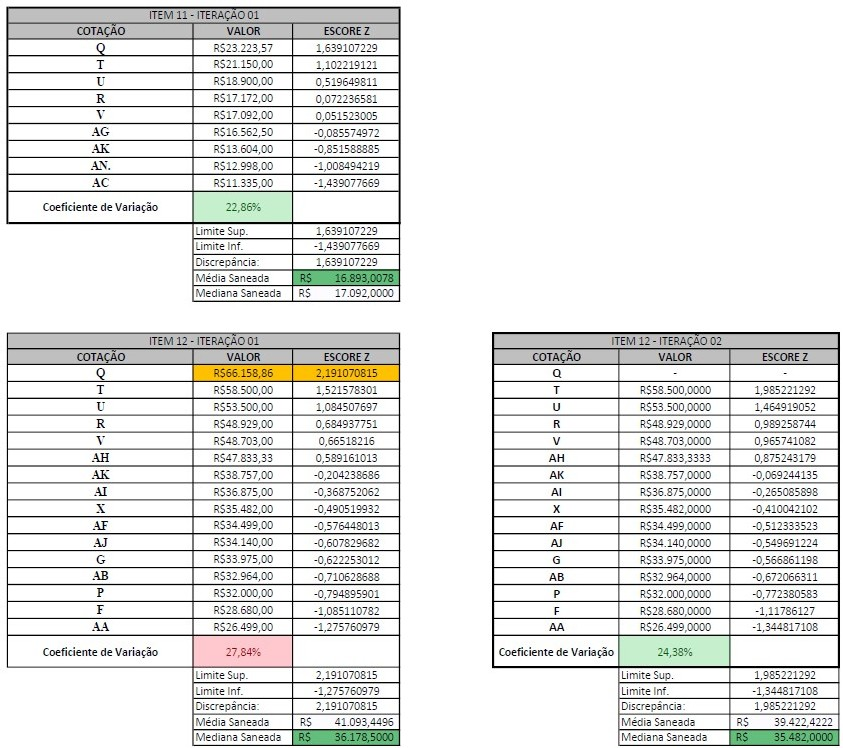 ITEM 11 - ITERAÇÃO 01
COTAÇÃO VALOR ESCORE Z
Q R$23.223,57 1,639107229
T R$21.150,00 1,102219121
U R$18.900,00 0,519649811
R R$17.172,00 0,072236581
V R$17.092,00 0,051523005
AG R$16.562,50 -0,085574972
AK R$13.604,00 -0,851588885
AN. R$12.998,00 -1,008494219
AC R$11.335,00 -1,439077669
Coeficiente de Variação 22,86%
Limite Sup. 1,639107229
Limite Inf. -1,439077669
Discrepância: 1,639107229
Média Saneada R$ 16.893,0078
Mediana Saneada R$ 17.092,0000
ITEM 12 - ITERAÇÃO 01
COTAÇÃO VALOR ESCORE Z
Q R$66.158,86 2,191070815
T R$58.500,00 1,521578301
U R$53.500,00 1,084507697
R R$48.929,00 0,684937751
V R$48.703,00 0,66518216
AH R$47.833,33 0,589161013
AK R$38.757,00 -0,204238686
AI R$36.875,00 -0,368752062
X R$35.482,00 -0,490519932
AF R$34.499,00 -0,576448013
AJ R$34.140,00 -0,607829682
G R$33.975,00 -0,622253012
AB R$32.964,00 -0,710628688
P R$32.000,00 -0,794895901
F R$28.680,00 -1,085110782
AA R$26.499,00 -1,275760979
Coeficiente de Variação 27,84%
Limite Sup. 2,191070815
Limite Inf. -1,275760979
Discrepância: 2,191070815
Média Saneada R$ 41.093,4496
Mediana Saneada R$ 36.178,5000
ITEM 12 - ITERAÇÃO 02
COTAÇÃO VALOR ESCORE Z
Q - -
T R$58.500,0000 1,985221292
U R$53.500,0000 1,464919052
R R$48.929,0000 0,989258744
V R$48.703,0000 0,965741082
AH R$47.833,3333 0,875243179
AK R$38.757,0000 -0,069244135
AI R$36.875,0000 -0,265085898
X R$35.482,0000 -0,410042102
AF R$34.499,0000 -0,512333523
AJ R$34.140,0000 -0,549691224
G R$33.975,0000 -0,566861198
AB R$32.964,0000 -0,672066311
P R$32.000,0000 -0,772380583
F R$28.680,0000 -1,11786127
AA R$26.499,0000 -1,344817108
Coeficiente de Variação 24,38%
Limite Sup. 1,985221292
Limite Inf. -1,344817108
Discrepância: 1,985221292
Média Saneada R$ 39.422,4222
Mediana Saneada R$ 35.482,0000